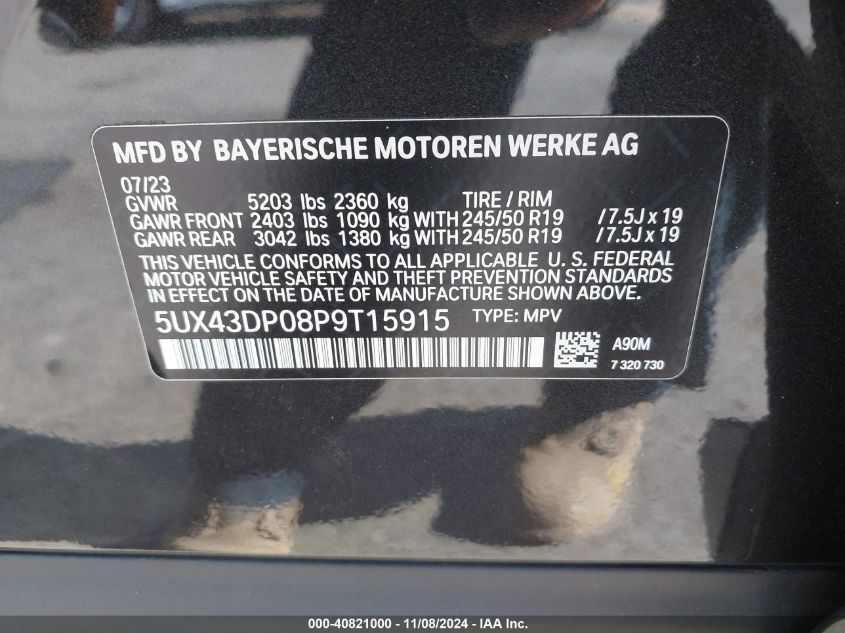 MFD BY BAYERISCHE MOTOREN WERKE AG
07/23
GVWR 5203 lbs 2360 kg TIRE / RIM
GAWR FRONT 2403 lbs 1090 kg WITH 245/50 R19 / 7.5J x 19
GAWR REAR 3042 lbs 1380 kg WITH 245/50 R19 / 7.5J x 19
THIS VEHICLE CONFORMS TO ALL APPLICABLE U. S. FEDERAL
MOTOR VEHICLE SAFETY AND THEFT PREVENTION STANDARDS
IN EFFECT ON THE DATE OF MANUFACTURE SHOWN ABOVE.
5UX43DP08P9T15915 TYPE: MPV
A90M
7 320 730
000-40821000 - 11/08/2024 - IAA Inc.